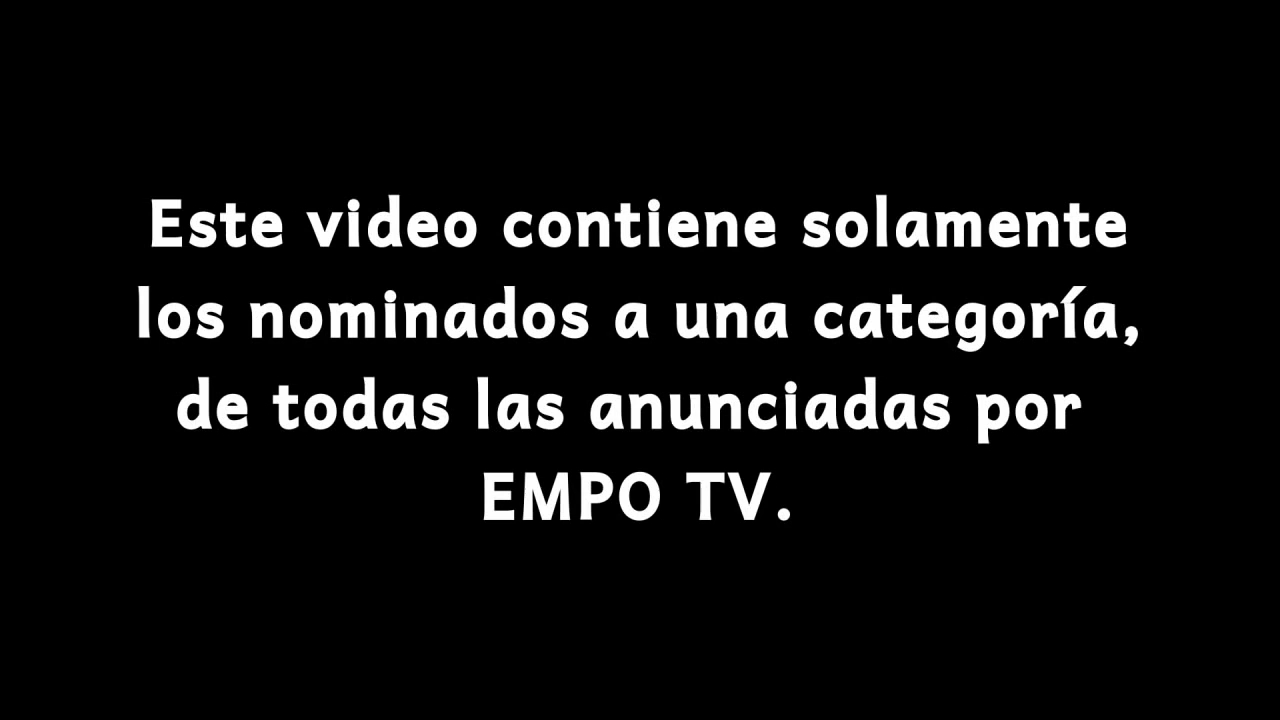 Este video contiene solamente
los nominados a una categoría,
de todas las anunciadas por
EMPO TV.